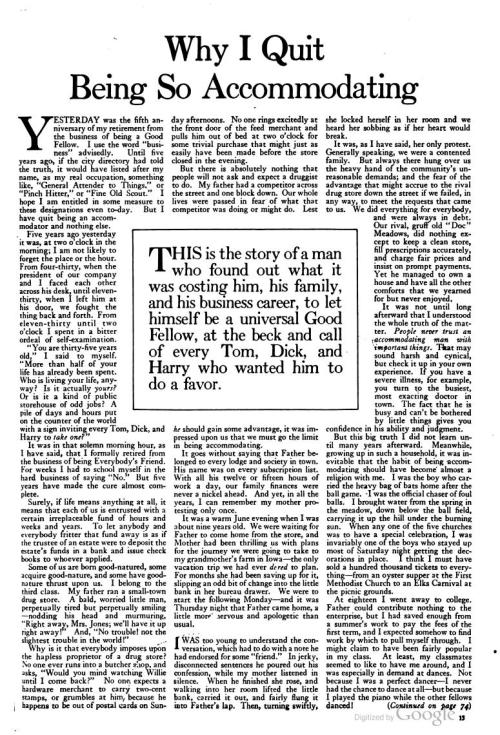 Why I Quit
Being So Accommodating
YESTERDAY was the fifth an-
niversary of my retirement from
the business of being a Good
Fellow. I use the word "busi-
ness" advisedly. Until five
years ago, if the city directory had told
the truth, it would have listed after my
name, as my real occupation, something
like, "General Attender to Things," or
"Pinch Hitter," or "Fine Old Scout." I
hope I am entitled in some measure to
these designations even to-day. But I
have quit being an accom-
modator and nothing else.
Five years ago yesterday
it was, at two o'clock in the
morning; I am not likely to
forget the place or the hour.
From four-thirty, when the
president of our company
and I faced each other
across his desk, until eleven-
thirty, when I left him at
his door, we fought the
thing back and forth. From
eleven-thirty until two
o'clock I spent in a bitter
ordeal of self-examination.
"You are thirty-five years
old," I said to myself.
"More than half of your
life has already been spent.
Who is living your life, any-
way? Is it actually yours?
Or is it a kind of public
storehouse of odd jobs? A
pile of days and hours put
on the counter of the world
with a sign inviting every Tom, Dick, and
Harry to take one?"
It was in that solemn morning hour, as
I have said, that I formally retired from
the business of being Everybody's Friend.
For weeks I had to school myself in the
hard business of saying "No." But five
years have made the cure almost com-
plete.
Surely, if life means anything at all, it
means that each of us is entrusted with a
certain irreplaceable fund of hours and
weeks and years. To let anybody and
everybody fritter that fund away is as if
the trustee of an estate were to deposit the
estate's funds in a bank and issue check
books to whoever applied.
Some of us are born good-natured, some
acquire good-nature, and some have good-
nature thrust upon us. I belong to the
third class. My father ran a small-town
drug store. A bald, worried little man,
perpetually tired but perpetually smiling
—nodding his head and murmuring,
"Right away, Mrs. Jones; we'll have it up
right away!" And, "No trouble! not the
slightest trouble in the world!"
Why is it that everybody imposes upon
the hapless proprietor of a drug store?
No one ever runs into a butcher shop, and
asks, "Would you mind watching Willie
until I come back?" No one expects a
hardware merchant to carry two-cent
stamps, or grumbles at him, because he
happens to be out of postal cards on Sun-
day afternoons. No one rings excitedly at
the front door of the feed merchant and
pulls him out of bed at two o'clock for
some trivial purchase that might just as
easily have been made before the store
closed in the evening.
But there is absolutely nothing that
people will not ask and expect a druggist
to do. My father had a competitor across
the street and one block down. Our whole
lives were passed in fear of what that
competitor was doing or might do. Lest
THIS is the story of a man
who found out what it
was costing him, his family,
and his business career, to let
himself be a universal Good
Fellow, at the beck and call
of every Tom, Dick, and
Harry who wanted him to
do a favor.
he should gain some advantage, it was im-
pressed upon us that we must go the limit
in being accommodating.
It goes without saying that Father be-
longed to every lodge and society in town.
His name was on every subscription list.
With all his twelve or fifteen hours of
work a day, our family finances were
never a nickel ahead. And yet, in all the
years, I can remember my mother pro-
testing only once.
It was a warm June evening when I was
about nine years old. We were waiting for
Father to come home from the store, and
Mother had been thrilling us with plans
for the journey we were going to take to
my grandmother's farm in Iowa—the only
vacation trip we had ever dared to plan.
For months she had been saving up for it,
slipping an odd bit of change into the little
bank in her bureau drawer. We were to
start the following Monday—and it was
Thursday night that Father came home, a
little more nervous and apologetic than
usual.
I WAS too young to understand the con-
versation, which had to do with a note he
had endorsed for some "friend." In jerky,
disconnected sentences he poured out his
confession, while my mother listened in
silence. When he finished she rose, and
walking into her room lifted the little
bank, carried it out, and fairly flung it
into Father's lap. Then, turning swiftly,
she locked herself in her room and we
heard her sobbing as if her heart would
break.
It was, as I have said, her only protest.
Generally speaking, we were a contented
family. But always there hung over us
the heavy hand of the community's un-
reasonable demands; and the fear of the
advantage that might accrue to the rival
drug store down the street if we failed, in
any way, to meet the requests that came
to us. We did everything for everybody,
and were always in debt.
Our rival, gruff old "Doc"
Meadows, did nothing ex-
cept to keep a clean store,
fill prescriptions accurately,
and charge fair prices and
insist on prompt payments.
Yet he managed to own a
house and have all the other
comforts that we yearned
for but never enjoyed.
It was not until long
afterward that I understood
the whole truth of the mat-
ter. People never trust an
accommodating man with
important things. That may
sound harsh and cynical,
but check it up in your own
experience. If you have a
severe illness, for example,
you turn to the busiest,
most exacting doctor in
town. The fact that he is
busy and can't be bothered
by little things gives you
confidence in his ability and judgment.
But this big truth I did not learn un-
til many years afterward. Meanwhile,
growing up in such a household, it was in-
evitable that the habit of being accom-
modating should have become almost a
religion with me. I was the boy who car-
ried the heavy bag of bats home after the
ball game. I was the official chaser of foul
balls. I brought water from the spring in
the meadow, down below the ball field,
carrying it up the hill under the burning
sun. When any one of the five churches
was to have a special celebration, I was
invariably one of the boys who stayed up
most of Saturday night getting the dec-
orations in place. I think I must have
sold a hundred thousand tickets to every-
thing—from an oyster supper at the First
Methodist Church to an Elks Carnival at
the picnic grounds.
At eighteen I went away to college.
Father could contribute nothing to the
enterprise, but I had saved enough from
a summer's work to pay the fees of the
first term, and I expected somehow to find
work by which to pull myself through. I
might claim to have been fairly popular
in my class. At least, my classmates
seemed to like to have me around, and I
was especially in demand at dances. Not
because I was a perfect dancer—I never
had the chance to dance at all—but because
I played the piano while the other fellows
danced! (Continued on page 74)
Digitized by Google 13